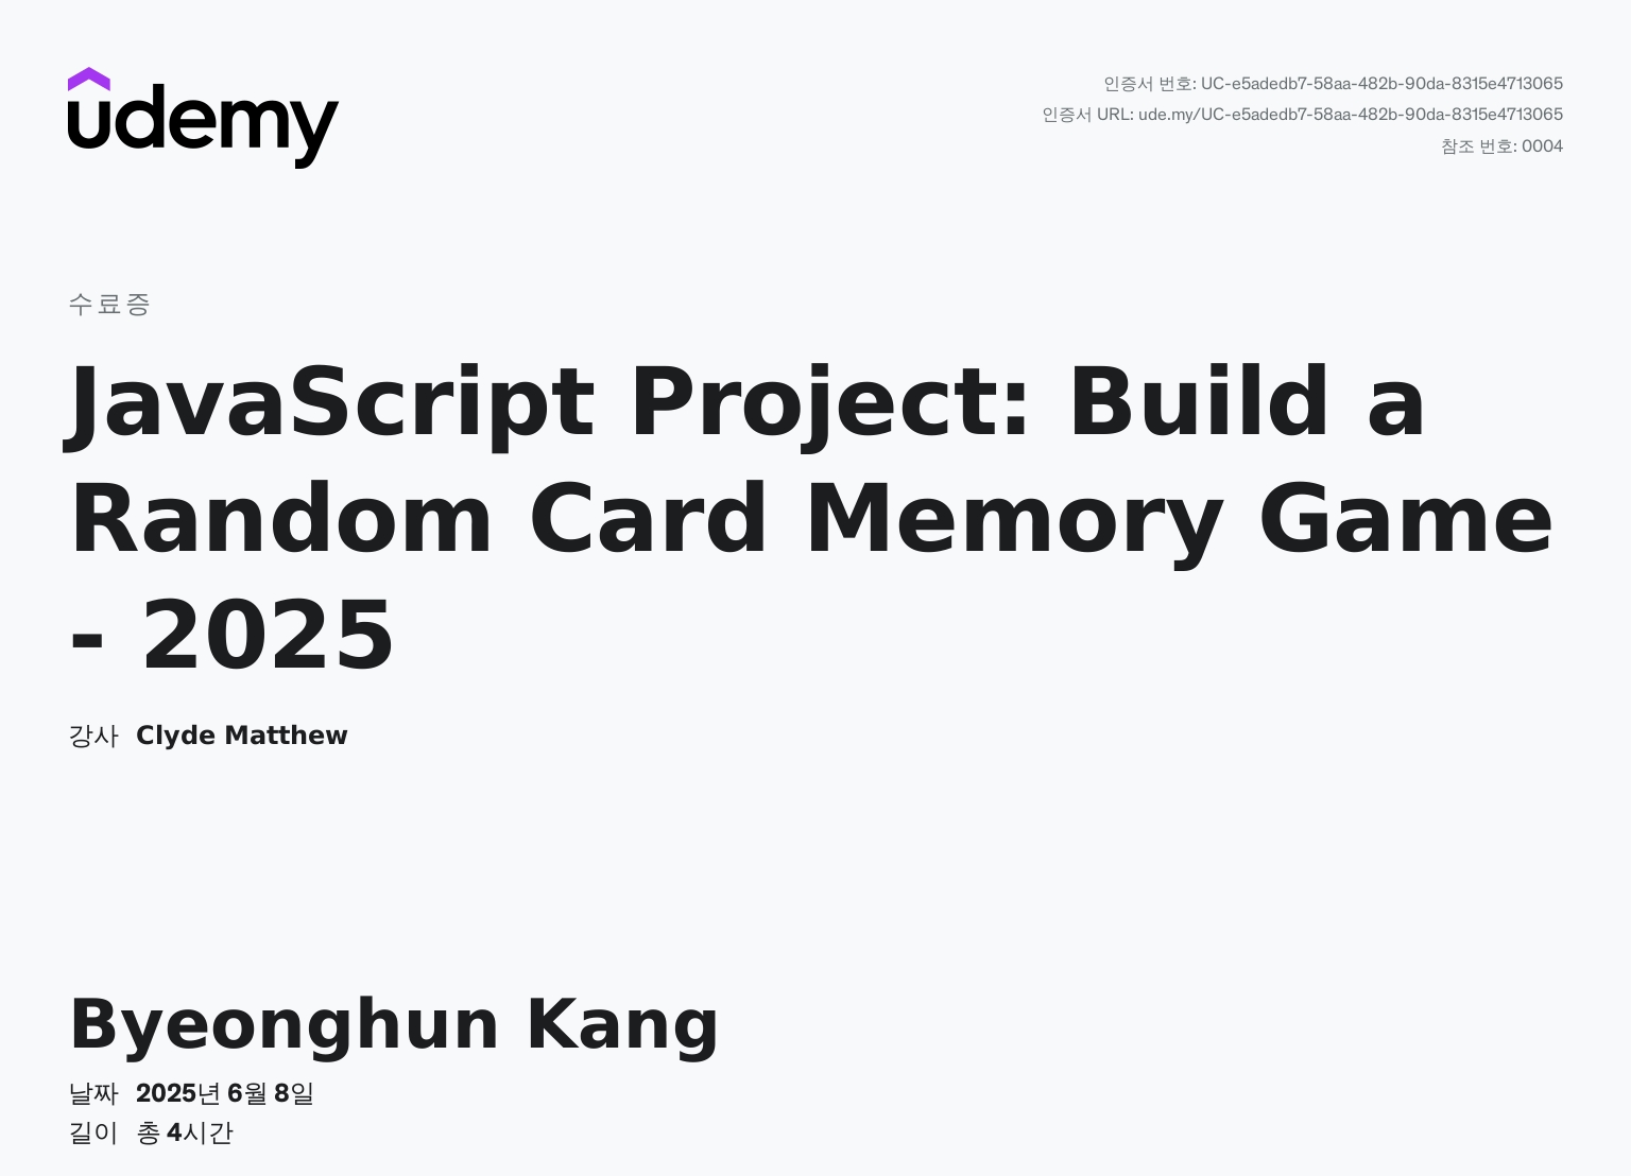 udemy
인증서 번호: UC-e5adedb7-58aa-482b-90da-8315e4713065
인증서 URL: ude.my/UC-e5adedb7-58aa-482b-90da-8315e4713065
참조 번호: 0004
수료증
JavaScript Project: Build a
Random Card Memory Game
- 2025
강사 Clyde Matthew
Byeonghun Kang
날짜 2025년 6월 8일
길이 총 4시간